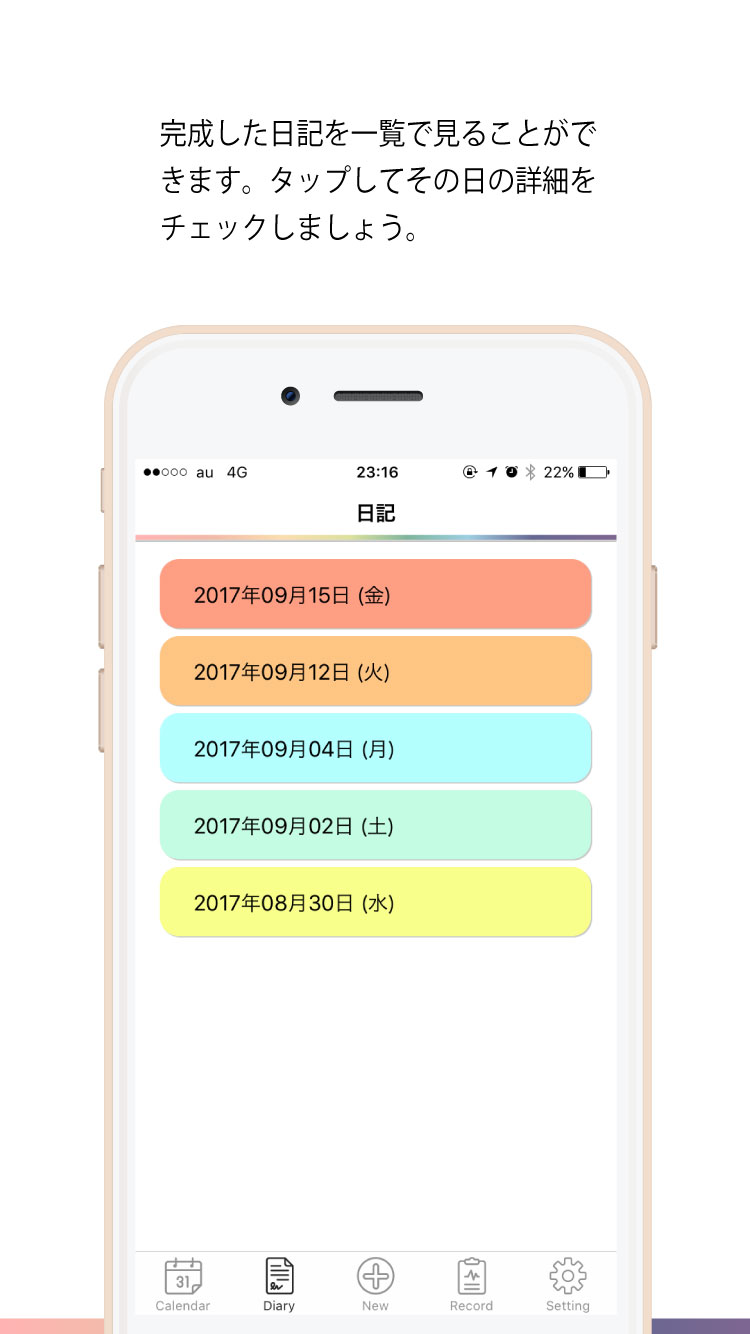 完成した日記を一覧で見ることがで
きます。タップしてその日の詳細を
チェックしましょう。
au 4G 23:16 22%
日記
2017年09月15日 (金)
2017年09月12日 (火)
2017年09月04日 (月)
2017年09月02日 (土)
2017年08月30日 (水)
31
Calendar Diary New Record Setting